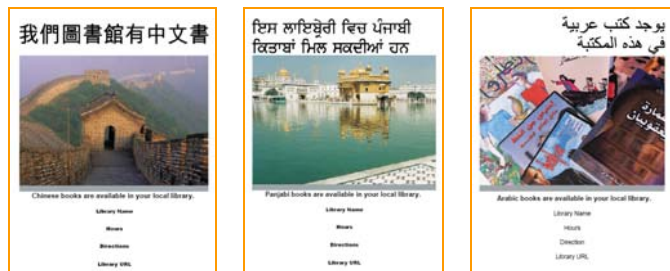 我們圖書館有中文書
Chinese books are available in your local library.
Library Name
Hours
Directions
Library URL
ਇਸ ਲਾਇਬ੍ਰੇਰੀ ਵਿਚ ਪੰਜਾਬੀ
ਕਿਤਾਬਾਂ ਮਿਲ ਸਕਦੀਆਂ ਹਨ
Panjabi books are available in your local library.
Library Name
Hours
Directions
Library URL
يوجد كتب عربية
في هذه المكتبة
Arabic books are available in your local library.
Library Name
Hours
Direction
Library URL